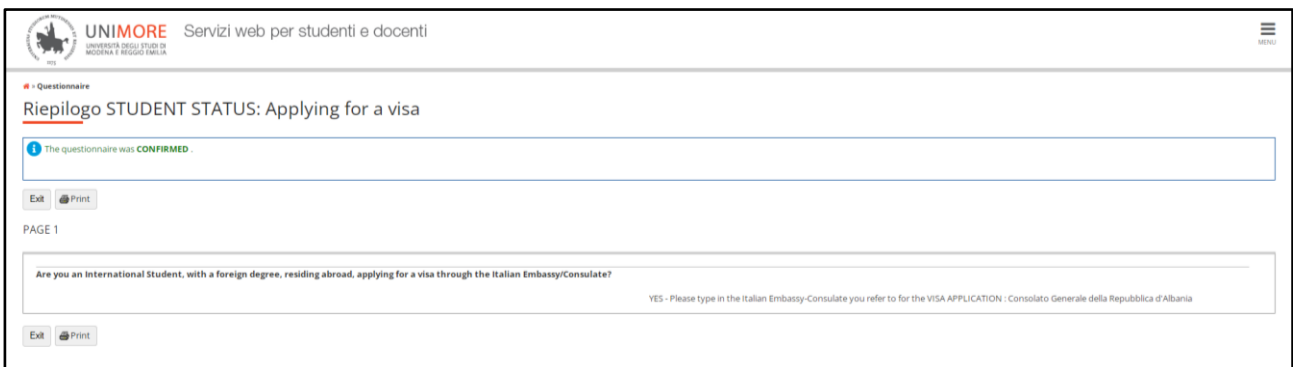 UNIMORE
UNIVERSITÀ DEGLI STUDI DI
MODENA E REGGIO EMILIA
1175
Servizi web per studenti e docenti
MENU
» Questionnaire
Riepilogo STUDENT STATUS: Applying for a visa
The questionnaire was CONFIRMED .
Exit Print
PAGE 1
Are you an International Student, with a foreign degree, residing abroad, applying for a visa through the Italian Embassy/Consulate?
YES - Please type in the Italian Embassy-Consulate you refer to for the VISA APPLICATION : Consolato Generale della Repubblica d'Albania
Exit Print